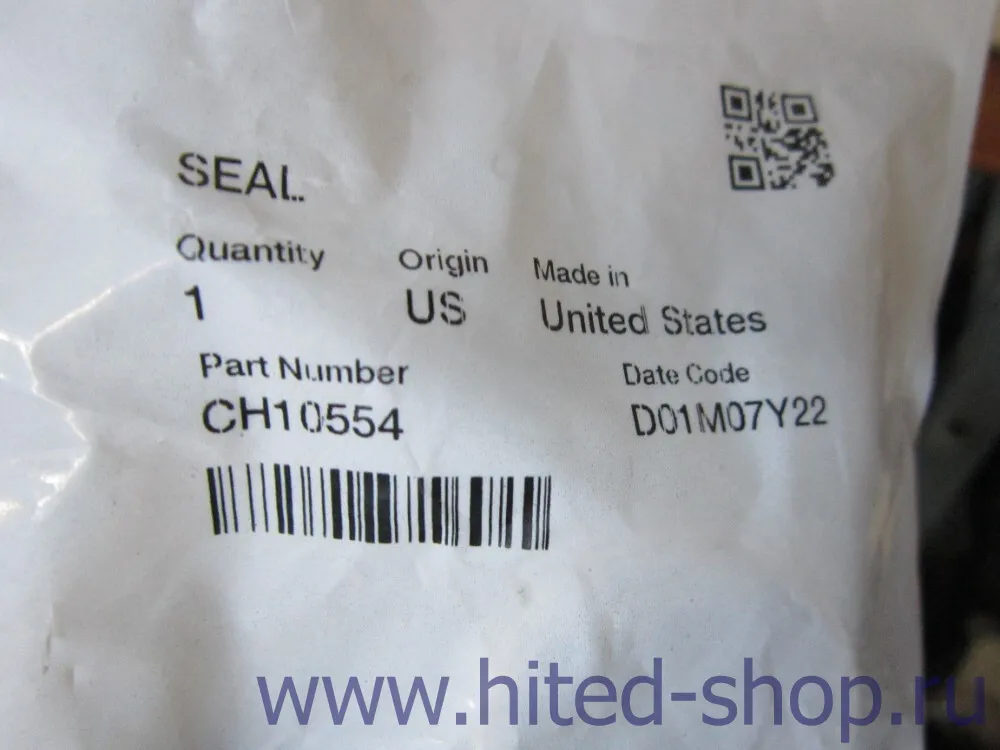 SEAL
Quantity Origin Made in
1 US United States
Part Number Date Code
CH10554 D01M07Y22
www.hited-shop.ru